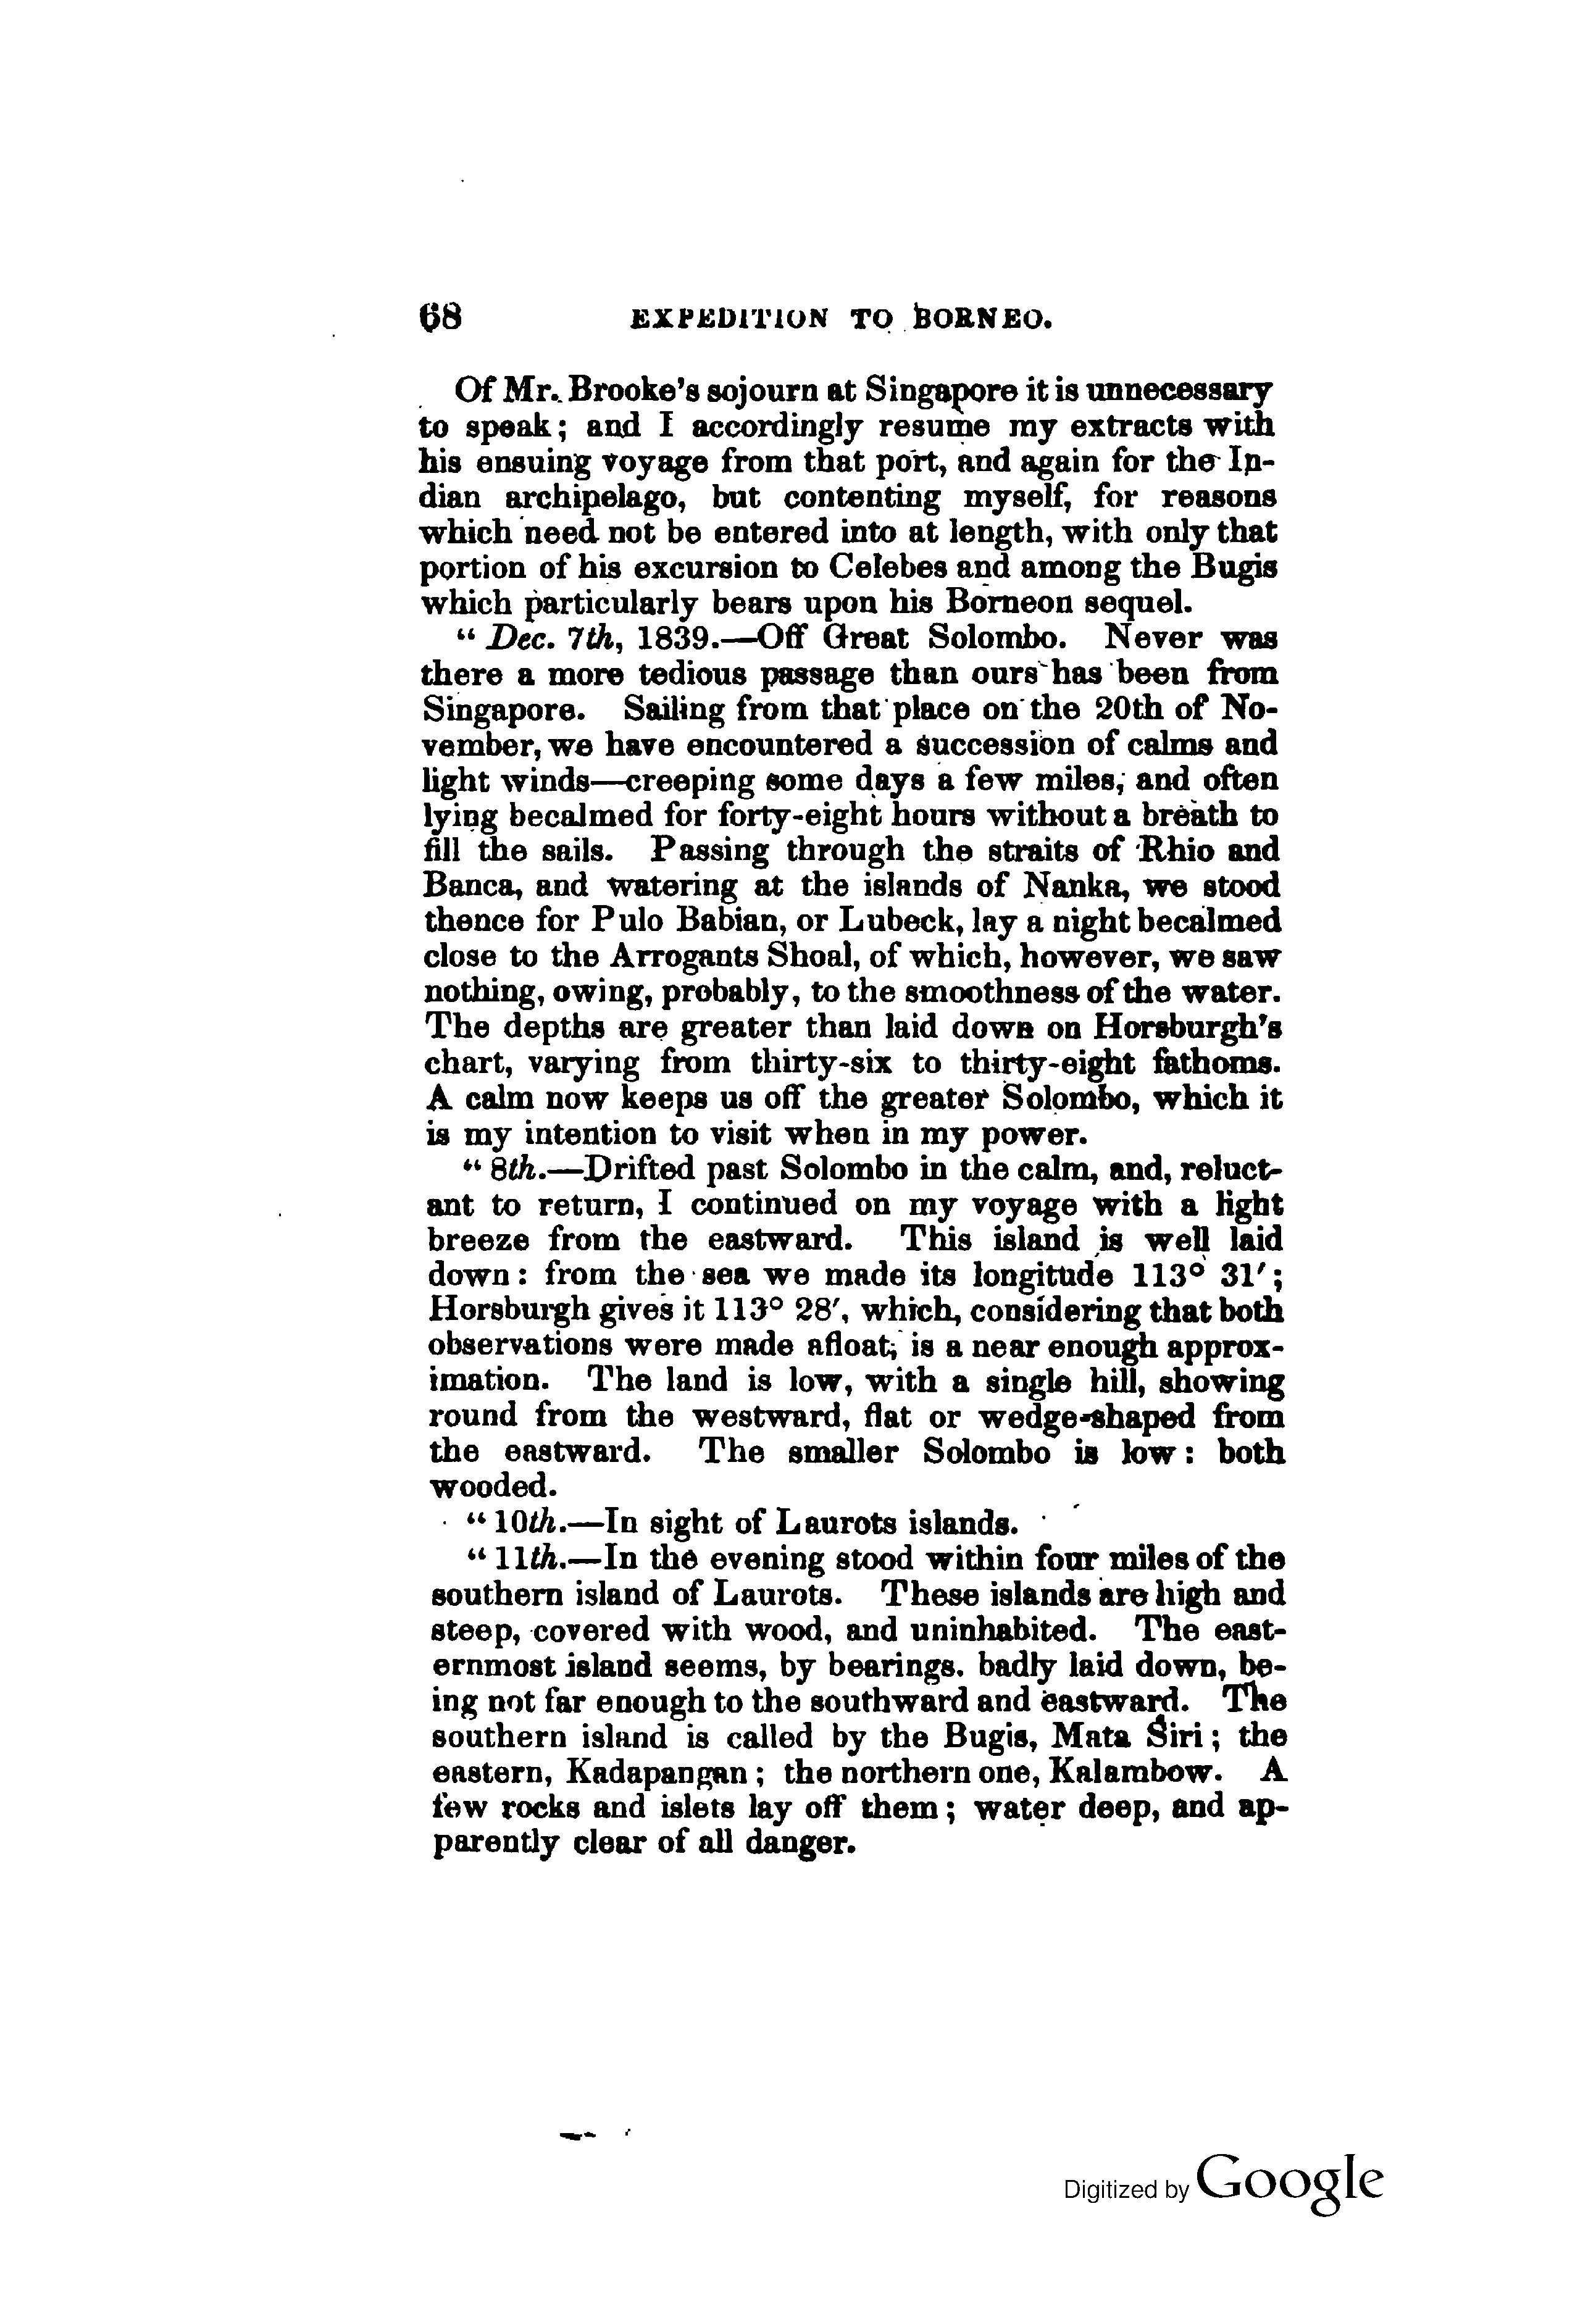 68 EXPEDITION TO BORNEO.
Of Mr. Brooke's sojourn at Singapore it is unnecessary
to speak; and I accordingly resume my extracts with
his ensuing voyage from that port, and again for the In-
dian archipelago, but contenting myself, for reasons
which need not be entered into at length, with only that
portion of his excursion to Celebes and among the Bugis
which particularly bears upon his Borneon sequel.
"Dec. 7th, 1839.—Off Great Solombo. Never was
there a more tedious passage than ours has been from
Singapore. Sailing from that place on the 20th of No-
vember, we have encountered a succession of calms and
light winds—creeping some days a few miles, and often
lying becalmed for forty-eight hours without a breath to
fill the sails. Passing through the straits of Rhio and
Banca, and watering at the islands of Nanka, we stood
thence for Pulo Babian, or Lubeck, lay a night becalmed
close to the Arrogants Shoal, of which, however, we saw
nothing, owing, probably, to the smoothness of the water.
The depths are greater than laid down on Horsburgh's
chart, varying from thirty-six to thirty-eight fathoms.
A calm now keeps us off the greater Solombo, which it
is my intention to visit when in my power.
"8th.—Drifted past Solombo in the calm, and, reluct-
ant to return, I continued on my voyage with a light
breeze from the eastward. This island is well laid
down: from the sea we made its longitude 113° 31';
Horsburgh gives it 113° 28', which, considering that both
observations were made afloat, is a near enough approx-
imation. The land is low, with a single hill, showing
round from the westward, flat or wedge-shaped from
the eastward. The smaller Solombo is low: both
wooded.
"10th.—In sight of Laurots islands.
"11th.—In the evening stood within four miles of the
southern island of Laurots. These islands are high and
steep, covered with wood, and uninhabited. The east-
ernmost island seems, by bearings. badly laid down, be-
ing not far enough to the southward and eastward. The
southern island is called by the Bugis, Mata Siri; the
eastern, Kadapangan; the northern one, Kalambow. A
few rocks and islets lay off them; water deep, and ap-
parently clear of all danger.
Digitized by Google